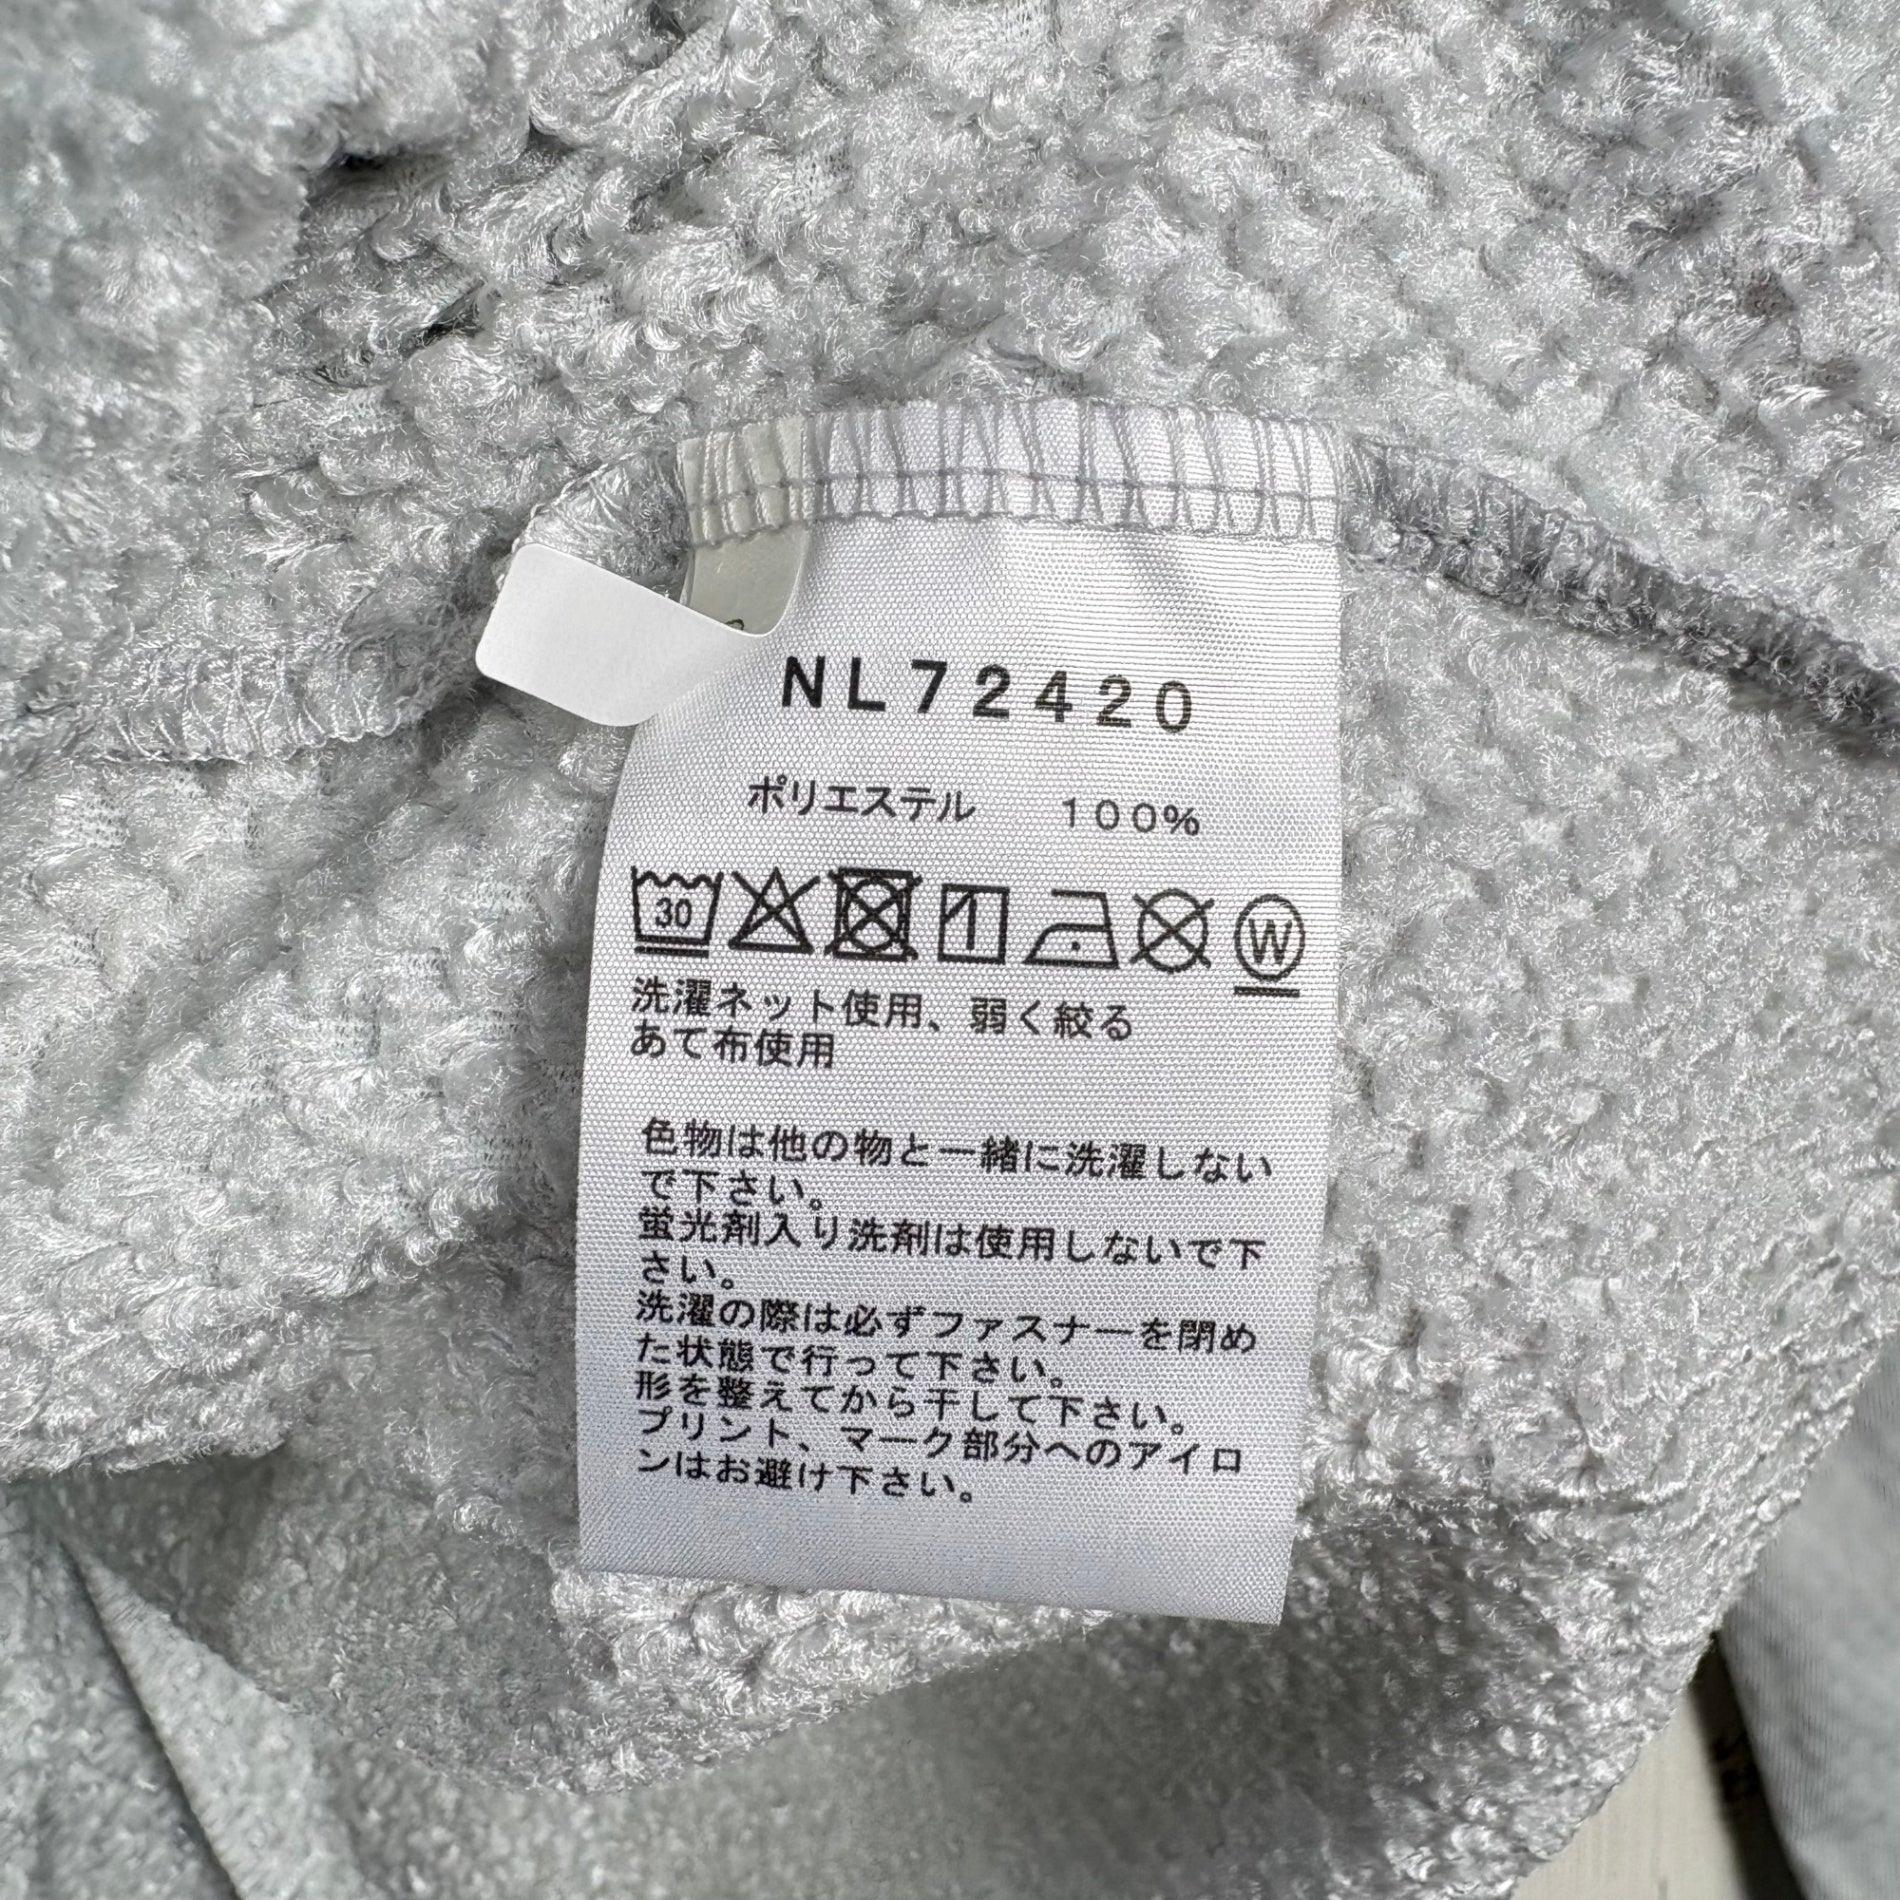 NL72420
ポリエステル 100%
30
W
洗濯ネット使用、弱く絞る
あて布使用
色物は他の物と一緒に洗濯しない
で下さい。
蛍光剤入り洗剤は使用しないで下
さい。
洗濯の際は必ずファスナーを閉め
た状態で行って下さい。
形を整えてから干して下さい。
プリント、マーク部分へのアイロ
ンはお避け下さい。